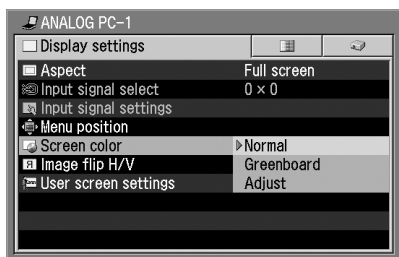 ANALOG PC-1
Display settings
Aspect Full screen
Input signal select 0 × 0
Input signal settings
Menu position
Screen color Normal
Image flip H/V Greenboard
User screen settings Adjust